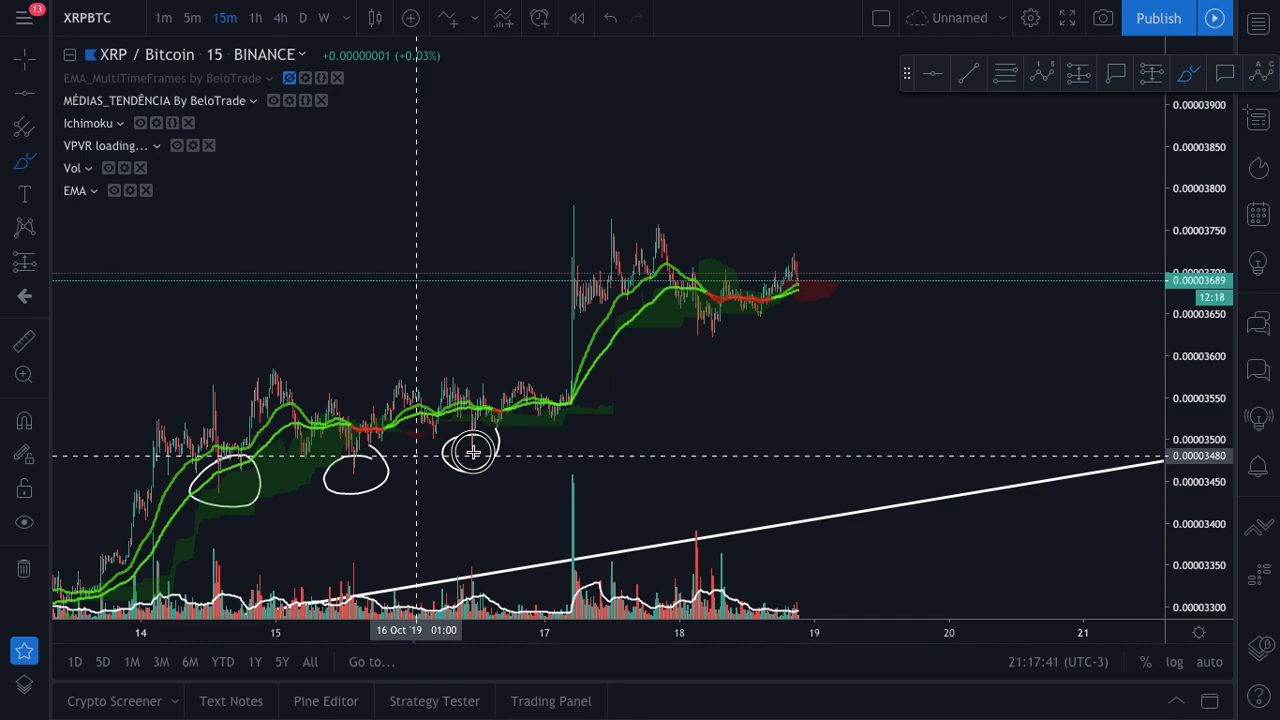 13
XRPBTC
1m 5m 15m 1h 4h D W
Unnamed
Publish
XRP / Bitcoin 15 BINANCE
+0.00000001 (+0.03%)
EMA_MultiTimeFrames by BeloTrade
MÉDIAS_TENDÊNCIA By BeloTrade
Ichimoku
VPVR loading...
Vol
EMA
0.00003900
0.00003850
0.00003800
0.00003750
0.00003700
0.00003689
12:18
0.00003650
0.00003600
0.00003550
0.00003500
0.00003480
0.00003450
0.00003400
0.00003350
0.00003300
14 15 16 Oct '19 01:00 17 18 19 20 21
1D 5D 1M 3M 6M YTD 1Y 5Y All Go to...
21:17:41 (UTC-3) % log auto
Crypto Screener Text Notes Pine Editor Strategy Tester Trading Panel